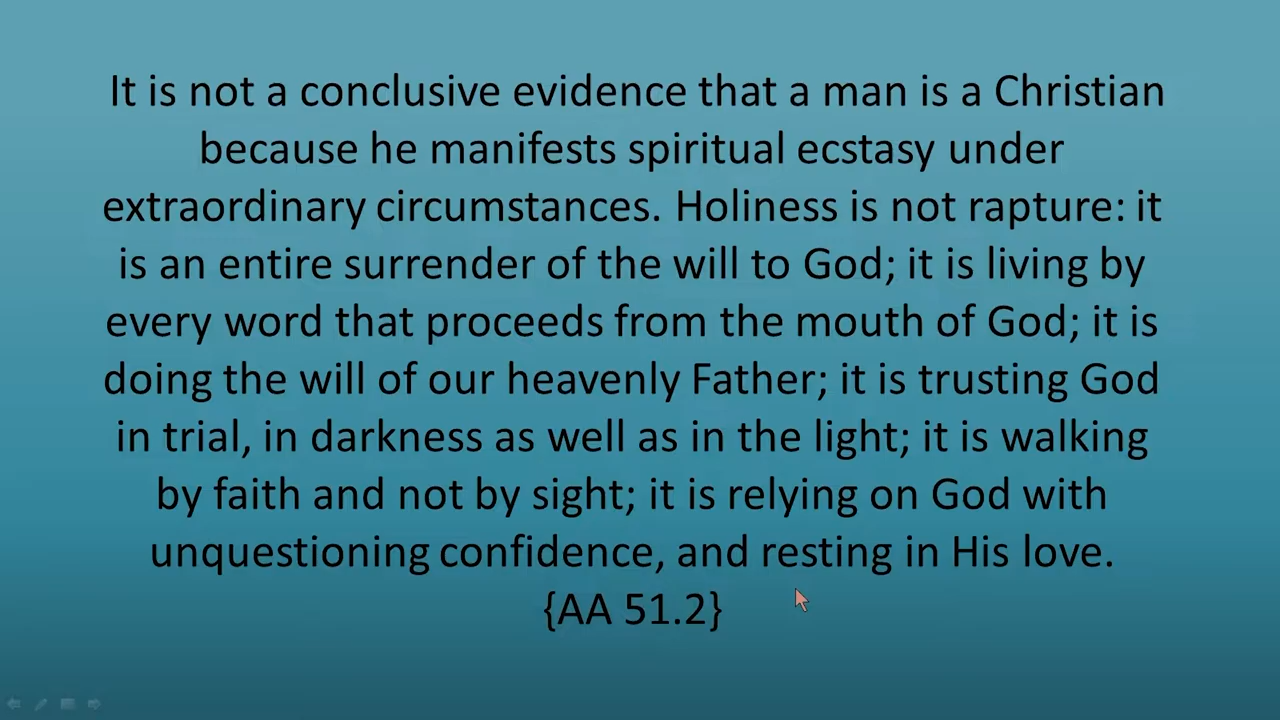 It is not a conclusive evidence that a man is a Christian
because he manifests spiritual ecstasy under
extraordinary circumstances. Holiness is not rapture: it
is an entire surrender of the will to God; it is living by
every word that proceeds from the mouth of God; it is
doing the will of our heavenly Father; it is trusting God
in trial, in darkness as well as in the light; it is walking
by faith and not by sight; it is relying on God with
unquestioning confidence, and resting in His love.
{AA 51.2}